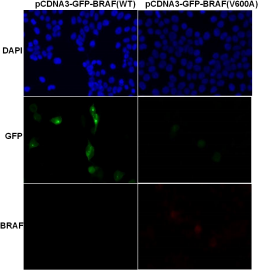 pCDNA3-GFP-BRAF(WT) pCDNA3-GFP-BRAF(V600A)
DAPI
GFP
BRAF